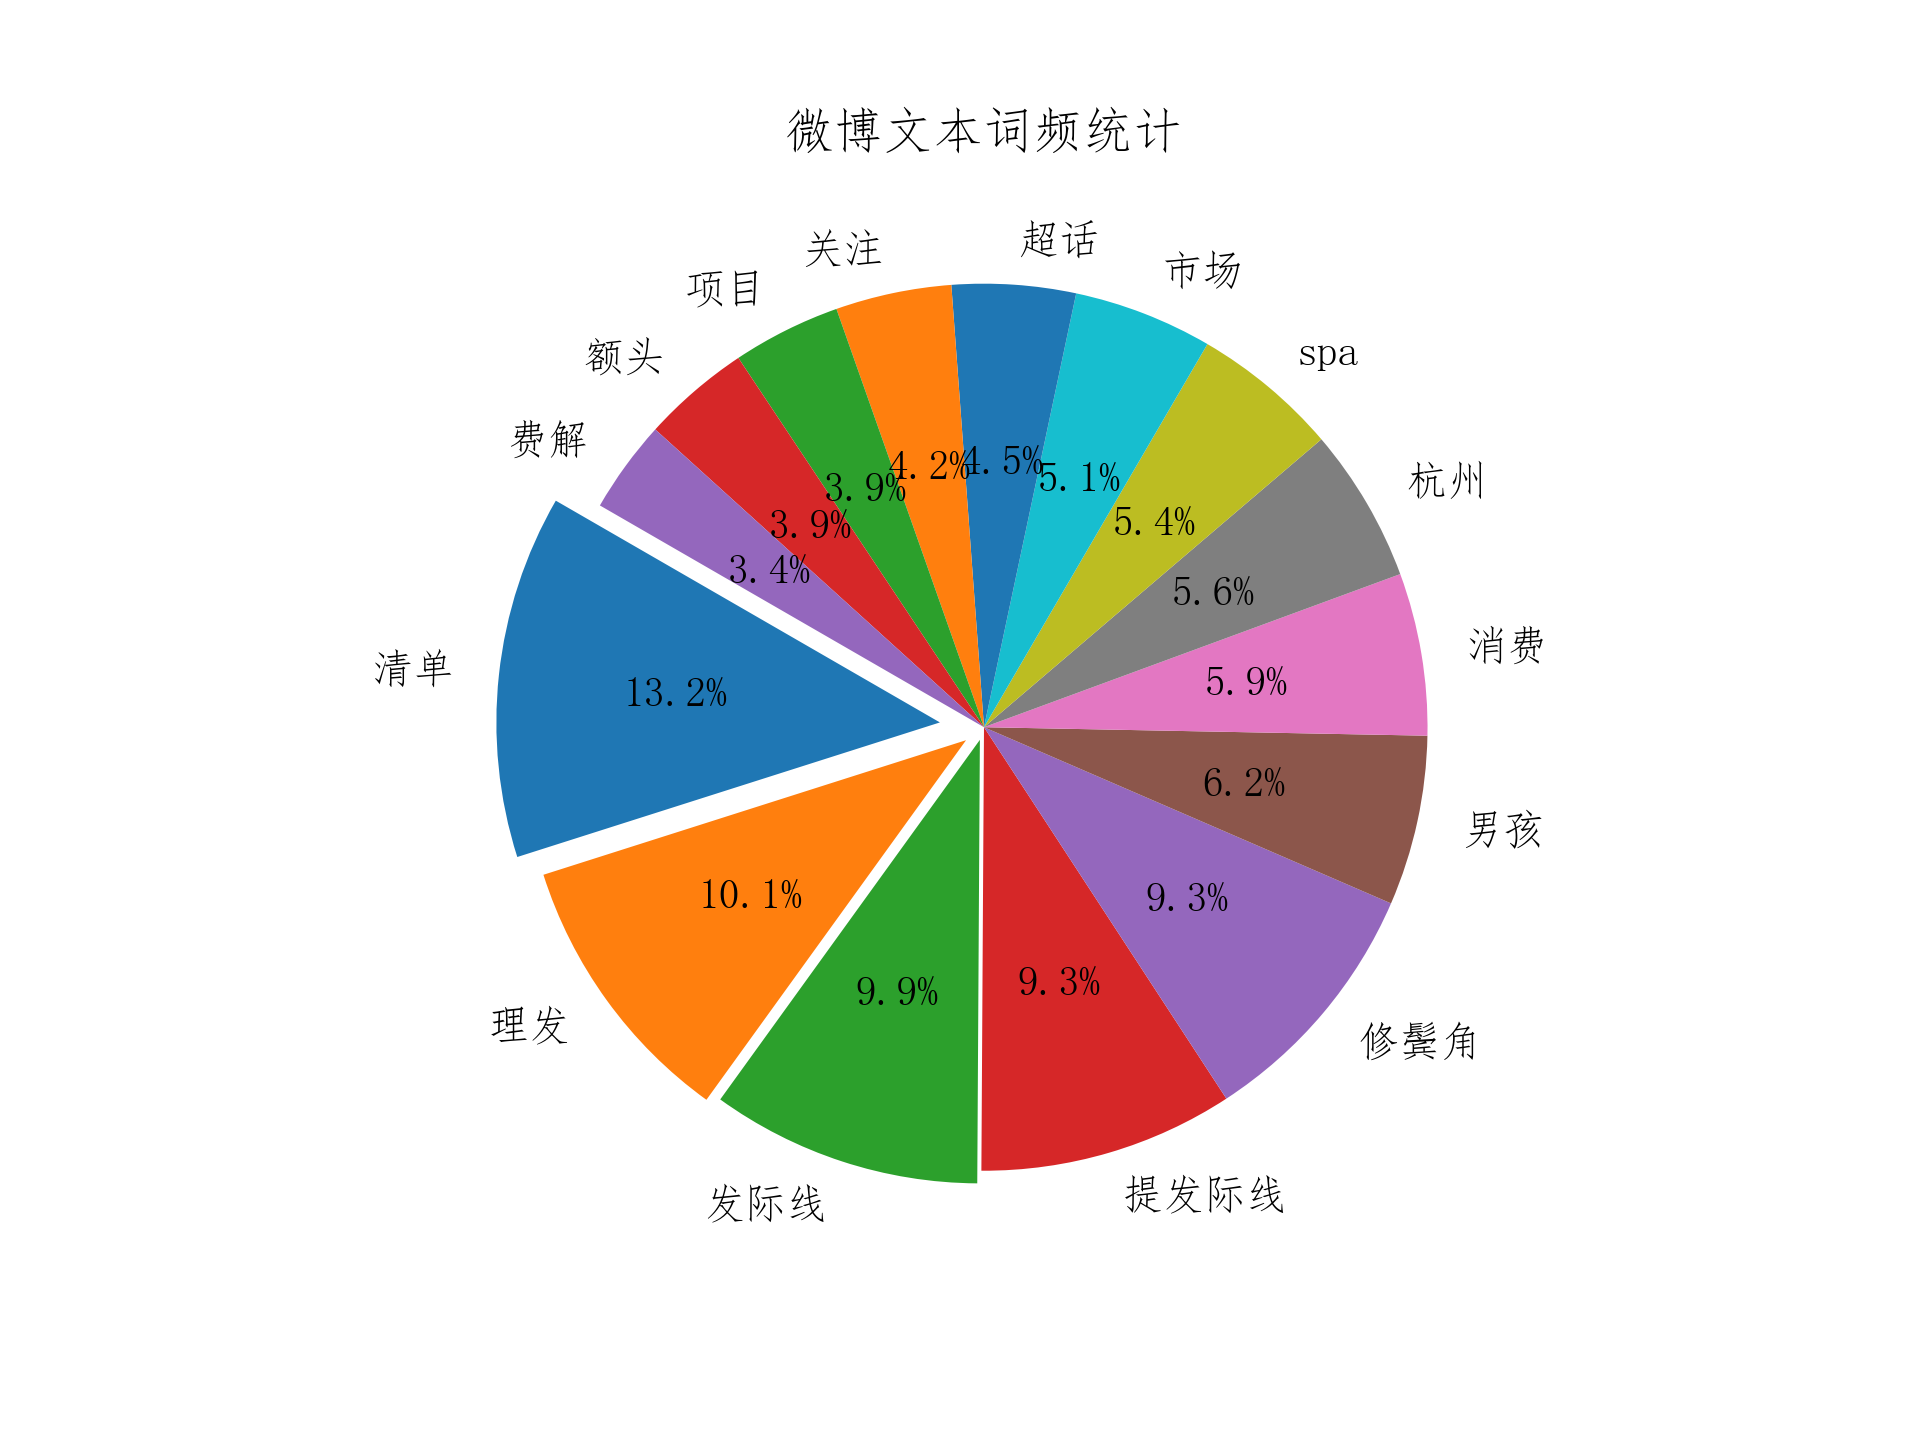 微博文本词频统计
超话
关注
市场
项目
额头
spa
费解
杭州
4.5%
4.2%
5.1%
3.9%
5.4%
3.9%
3.4%
5.6%
消费
清单
5.9%
13.2%
6.2%
男孩
10.1%
9.3%
9.9%
9.3%
理发
修鬓角
发际线
提发际线